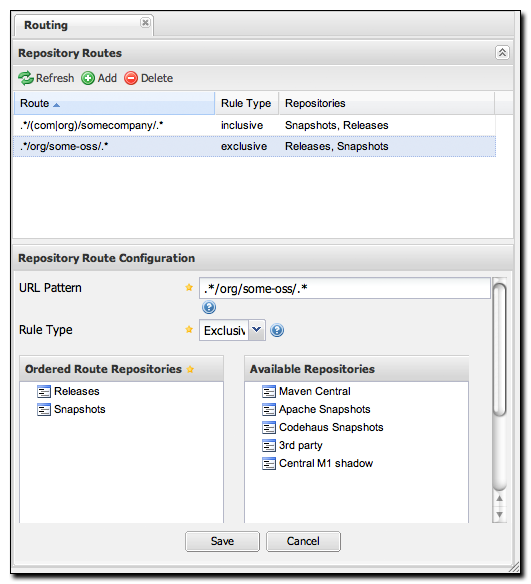 Routing
Repository Routes
Refresh Add Delete
Route Rule Type Repositories
.*/(com|org)/somecompany/.* inclusive Snapshots, Releases
.*/org/some-oss/.* exclusive Releases, Snapshots
Repository Route Configuration
URL Pattern .*/org/some-oss/.*
Rule Type Exclusiv
Ordered Route Repositories
Releases
Snapshots
Available Repositories
Maven Central
Apache Snapshots
Codehaus Snapshots
3rd party
Central M1 shadow
Save Cancel